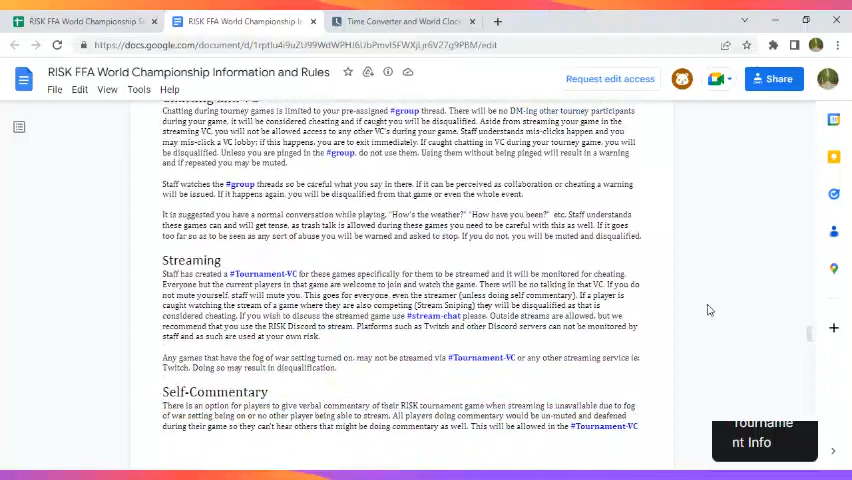 RISK FFA World Championship S
RISK FFA World Championship In
Time Converter and World Cloc
https://docs.google.com/document/d/1rptIu4i9uZU99WdWPHJ6UbPmvI5FWXjLjr6V27g9PBM/edit
RISK FFA World Championship Information and Rules
File Edit View Tools Help
Request edit access
Share
Chatting during tourney games is limited to your pre-assigned #group thread. There will be no DM-ing other tourney participants
during your game, it will be considered cheating and if caught you will be disqualified. Aside from streaming your game in the
streaming VC, you will not be allowed access to any other VC's during your game. Staff understands mis-clicks happen and you
may mis-click a VC lobby; if this happens, you are to exit immediately. If caught chatting in VC during your tourney game, you will
be disqualified. Unless you are pinged in the #group, do not use them. Using them without being pinged will result in a warning
and if repeated you may be muted.
Staff watches the #group threads so be careful what you say in there. If it can be perceived as collaboration or cheating a warning
will be issued. If it happens again, you will be disqualified from that game or even the whole event.
It is suggested you have a normal conversation while playing, "How's the weather?" "How have you been?" etc. Staff understands
these games can and will get tense, as trash talk is allowed during these games you need be careful with this as well. If it goes
too far so as to be seen as any sort of abuse you will be warned and asked to stop. If you do not, you will be muted and disqualified.
Streaming
Staff has created a #Tournament-VC for these games specifically for them to be streamed and it will be monitored for cheating.
Everyone but the current players in that game are welcome to join and watch the game. There will be no talking in that VC. If you do
not mute yourself, staff will mute you. This goes for everyone, even the streamer (unless doing self commentary). If a player is
caught watching the stream of a game where they are also competing (Stream Sniping) they will be disqualified as that is
considered cheating. If you wish to discuss the streamed game use #stream-chat please. Outside streams are allowed, but we
recommend that you use the RISK Discord to stream. Platforms such as Twitch and other Discord servers can not be monitored by
staff and as such are used at your own risk.
Any games that have the fog of war setting turned on, may not be streamed via #Tournament-VC or any other streaming service ie:
Twitch. Doing so may result in disqualification.
Self-Commentary
There is an option for players to give verbal commentary of their RISK tournament game when streaming is unavailable due to fog
of war setting being on or no other player being able to stream. All players doing commentary would be un-muted and deafened
during their game so they can't hear others that might be doing commentary as well. This will be allowed in the #Tournament-VC
Tourname
nt Info